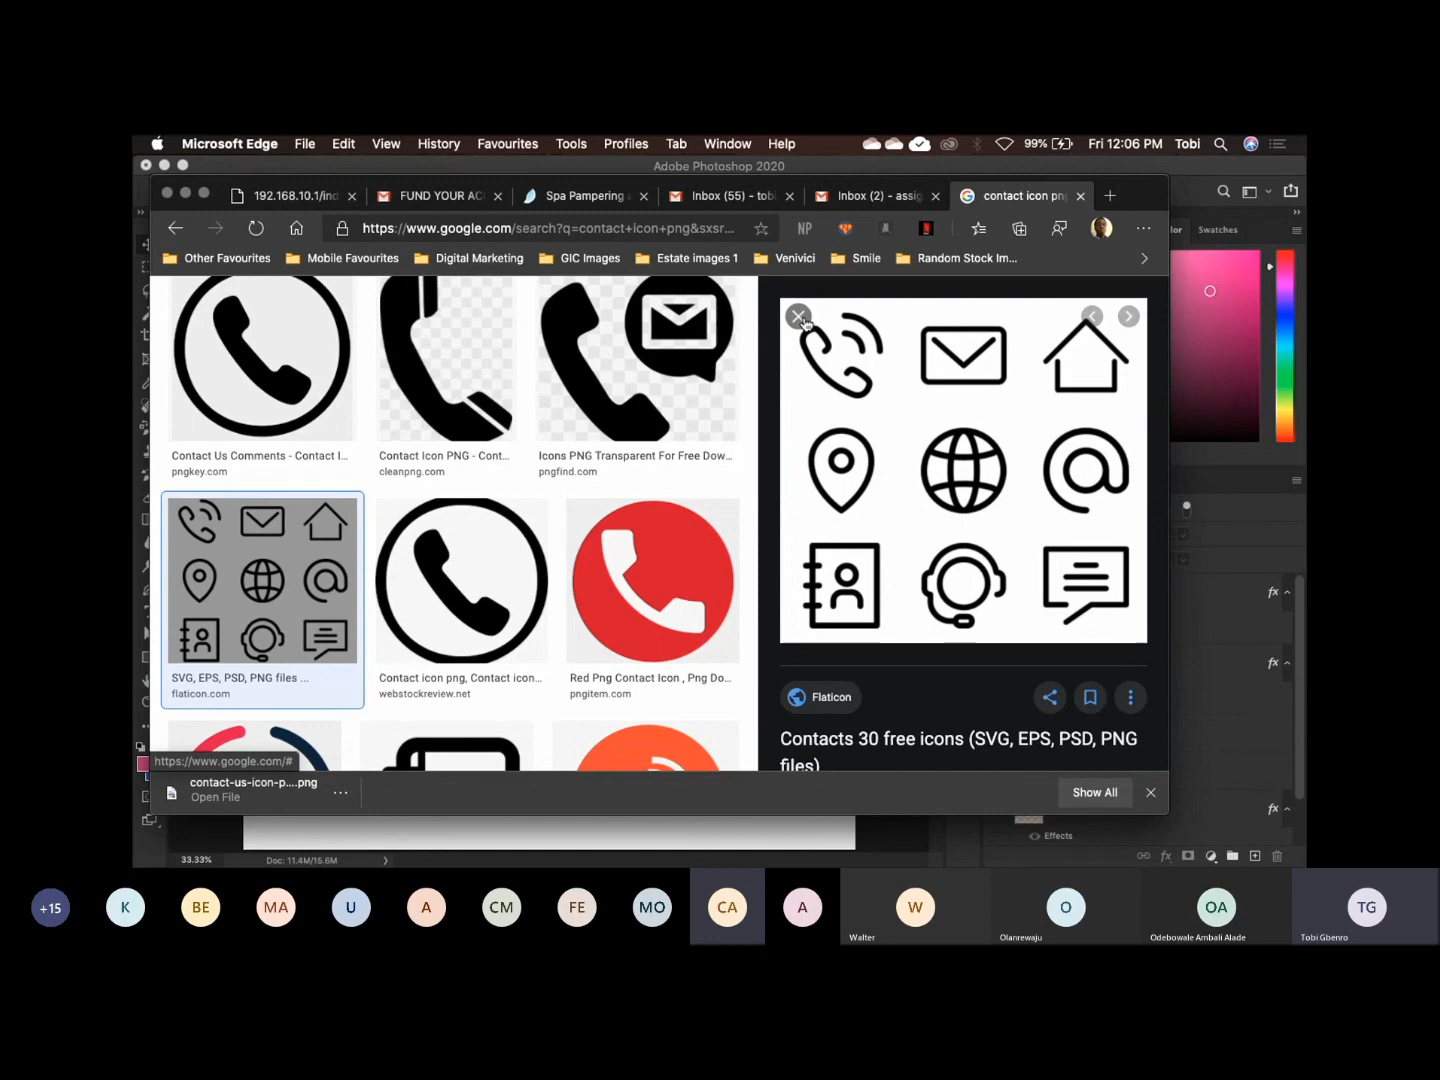 Microsoft Edge File Edit View History Favourites Tools Profiles Tab Window Help 99% Fri 12:06 PM Tobi
Adobe Photoshop 2020
192.168.10.1/ind FUND YOUR AC Spa Pampering Inbox (55) - tobi Inbox (2) - assig contact icon png
https://www.google.com/search?q=contact+icon+png&sxsr... NP
Swatches
Other Favourites Mobile Favourites Digital Marketing GIC Images Estate images 1 Venivici Smile Random Stock Im...
Contact Us Comments - Contact I...
pngkey.com
Contact Icon PNG - Cont...
cleanpng.com
Icons PNG Transparent For Free Dow...
pngfind.com
SVG, EPS, PSD, PNG files ...
flaticon.com
Contact icon png, Contact icon...
webstockreview.net
Red Png Contact Icon , Png Do...
pngitem.com
Flaticon
Contacts 30 free icons (SVG, EPS, PSD, PNG
files)
fx
fx
fx
https://www.google.com/#
contact-us-icon-p....png
Open File
Show All
Effects
33.33% Doc: 11.4M/15.6M
fx
+15 K BE MA U A CM FE MO CA A W O OA TG
Walter Olanrewaju Odebowale Ambali Alade Tobi Gbenro